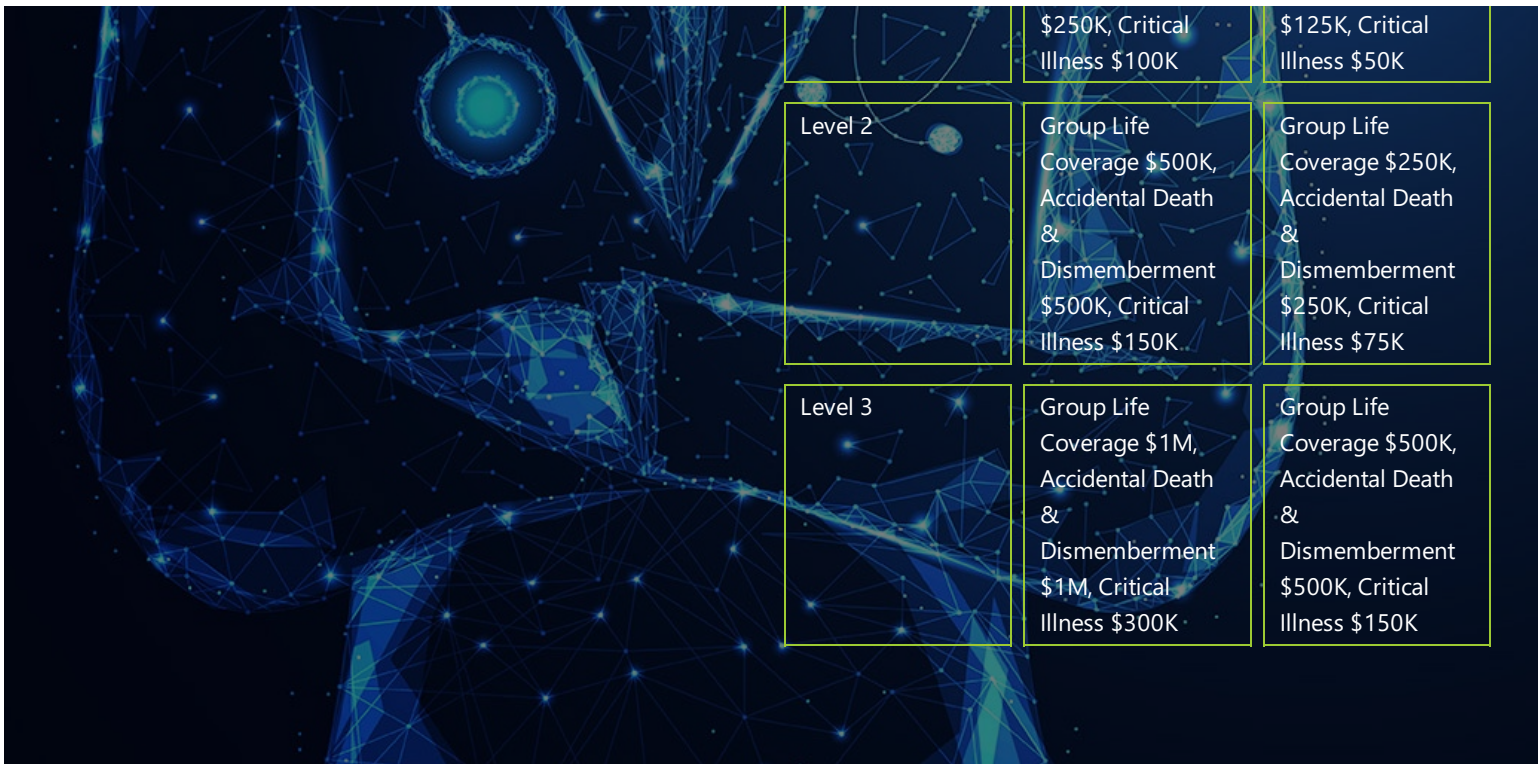 $250K, Critical
Illness $100K
$125K, Critical
Illness $50K
Level 2
Group Life
Coverage $500K,
Accidental Death
&
Dismemberment
$500K, Critical
Illness $150K
Group Life
Coverage $250K,
Accidental Death
&
Dismemberment
$250K, Critical
Illness $75K
Level 3
Group Life
Coverage $1M,
Accidental Death
&
Dismemberment
$1M, Critical
Illness $300K
Group Life
Coverage $500K,
Accidental Death
&
Dismemberment
$500K, Critical
Illness $150K